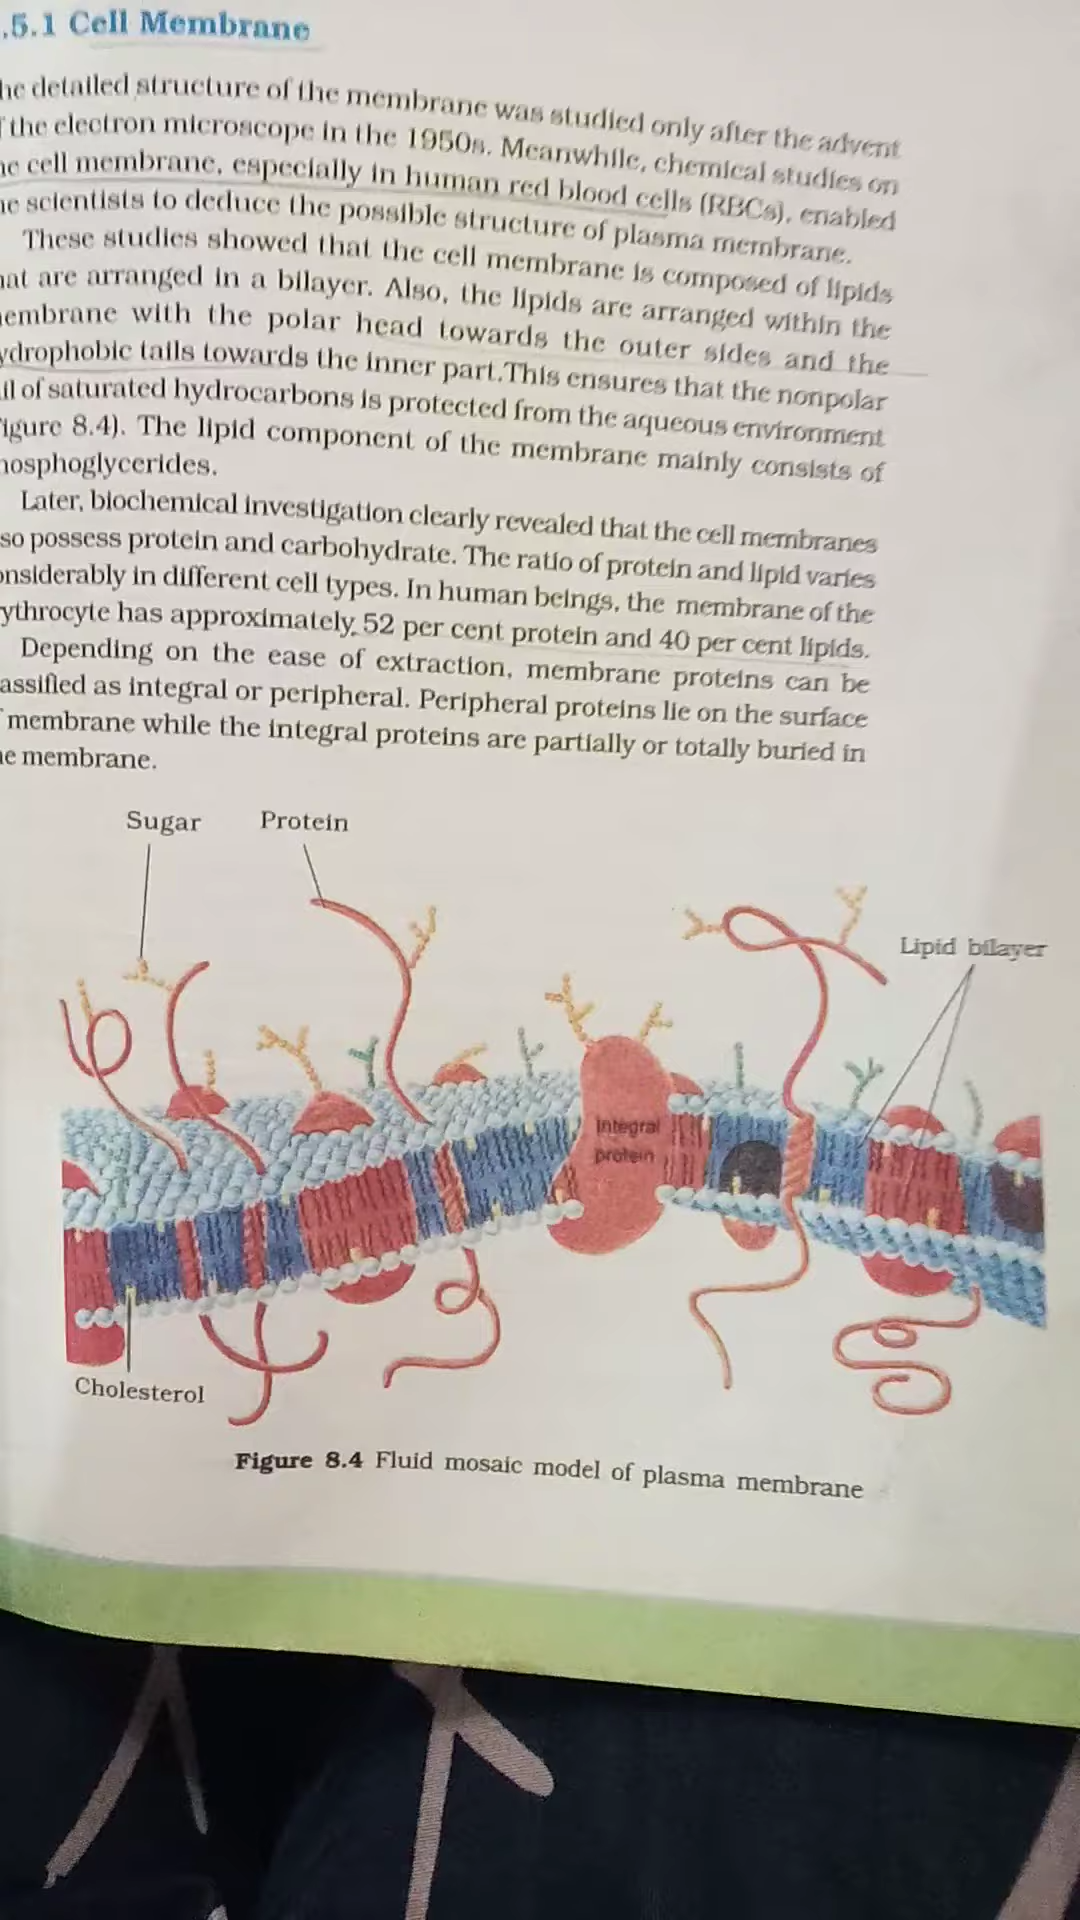 .5.1 Cell Membrane
he detailed structure of the membrane was studied only after the advent
f the electron microscope in the 1950s. Meanwhile, chemical studies on
he cell membrane, especially in human red blood cells (RBCs), enabled
he scientists to deduce the possible structure of plasma membrane.
These studies showed that the cell membrane is composed of lipids
hat are arranged in a bilayer. Also, the lipids are arranged within the
embrane with the polar head towards the outer sides and the
ydrophobic tails towards the inner part.This ensures that the nonpolar
ail of saturated hydrocarbons is protected from the aqueous environment
igure 8.4). The lipid component of the membrane mainly consists of
hosphoglycerides.
Later, biochemical investigation clearly revealed that the cell membranes
so possess protein and carbohydrate. The ratio of protein and lipid varies
onsiderably in different cell types. In human beings, the membrane of the
rythrocyte has approximately 52 per cent protein and 40 per cent lipids.
Depending on the ease of extraction, membrane proteins can be
assified as integral or peripheral. Peripheral proteins lie on the surface
f membrane while the integral proteins are partially or totally buried in
he membrane.
Sugar
Protein
Lipid bilayer
Integral
protein
Cholesterol
Figure 8.4 Fluid mosaic model of plasma membrane